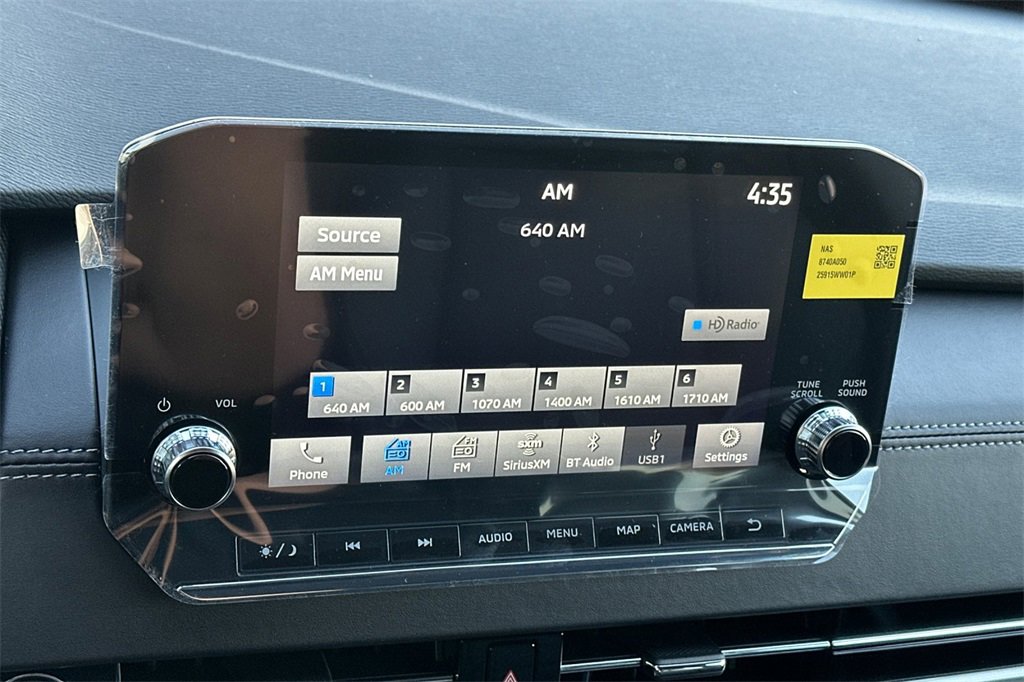 AM
4:35
640 AM
Source
AM Menu
NAS
8740A050
25915WW01P
HD Radio
1 640 AM
2 600 AM
3 1070 AM
4 1400 AM
5 1610 AM
6 1710 AM
VOL
TUNE
SCROLL
PUSH
SOUND
Phone
AM
AM
FM
FM
sxm
SiriusXM
BT Audio
USB1
Settings
AUDIO
MENU
MAP
CAMERA